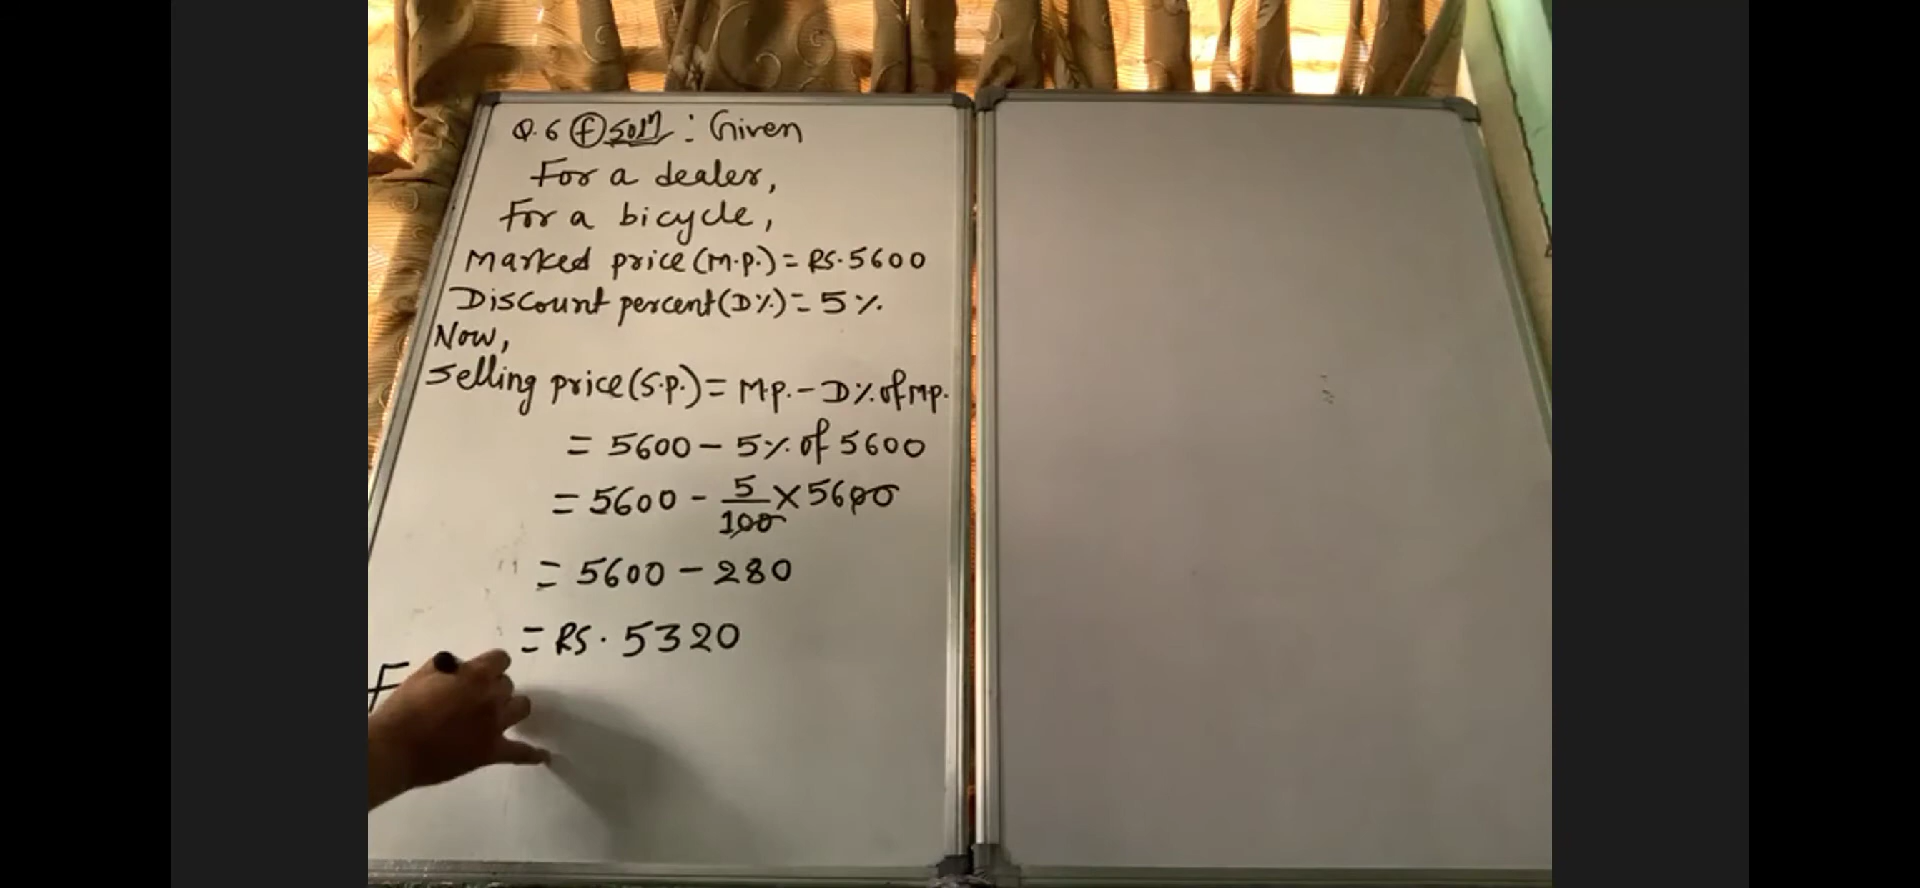 Q.6 (f) Soln : Given
For a dealer,
For a bicycle,
Marked price (M.p.) = RS. 5600
Discount percent (D%) = 5%
Now,
Selling price (S.p.) = M.p. - D% of M.p.
= 5600 - 5% of 5600
= 5600 - 5/100 × 5600
= 5600 - 280
= RS. 5320
F